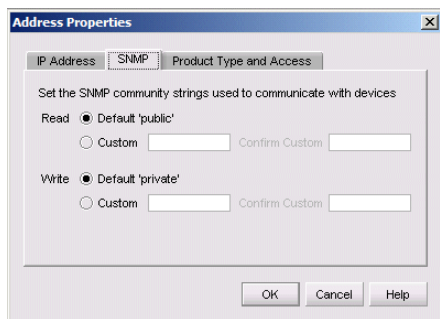 Address Properties
IP Address SNMP Product Type and Access
Set the SNMP community strings used to communicate with devices
Read Default 'public'
Custom Confirm Custom
Write Default 'private'
Custom Confirm Custom
OK Cancel Help